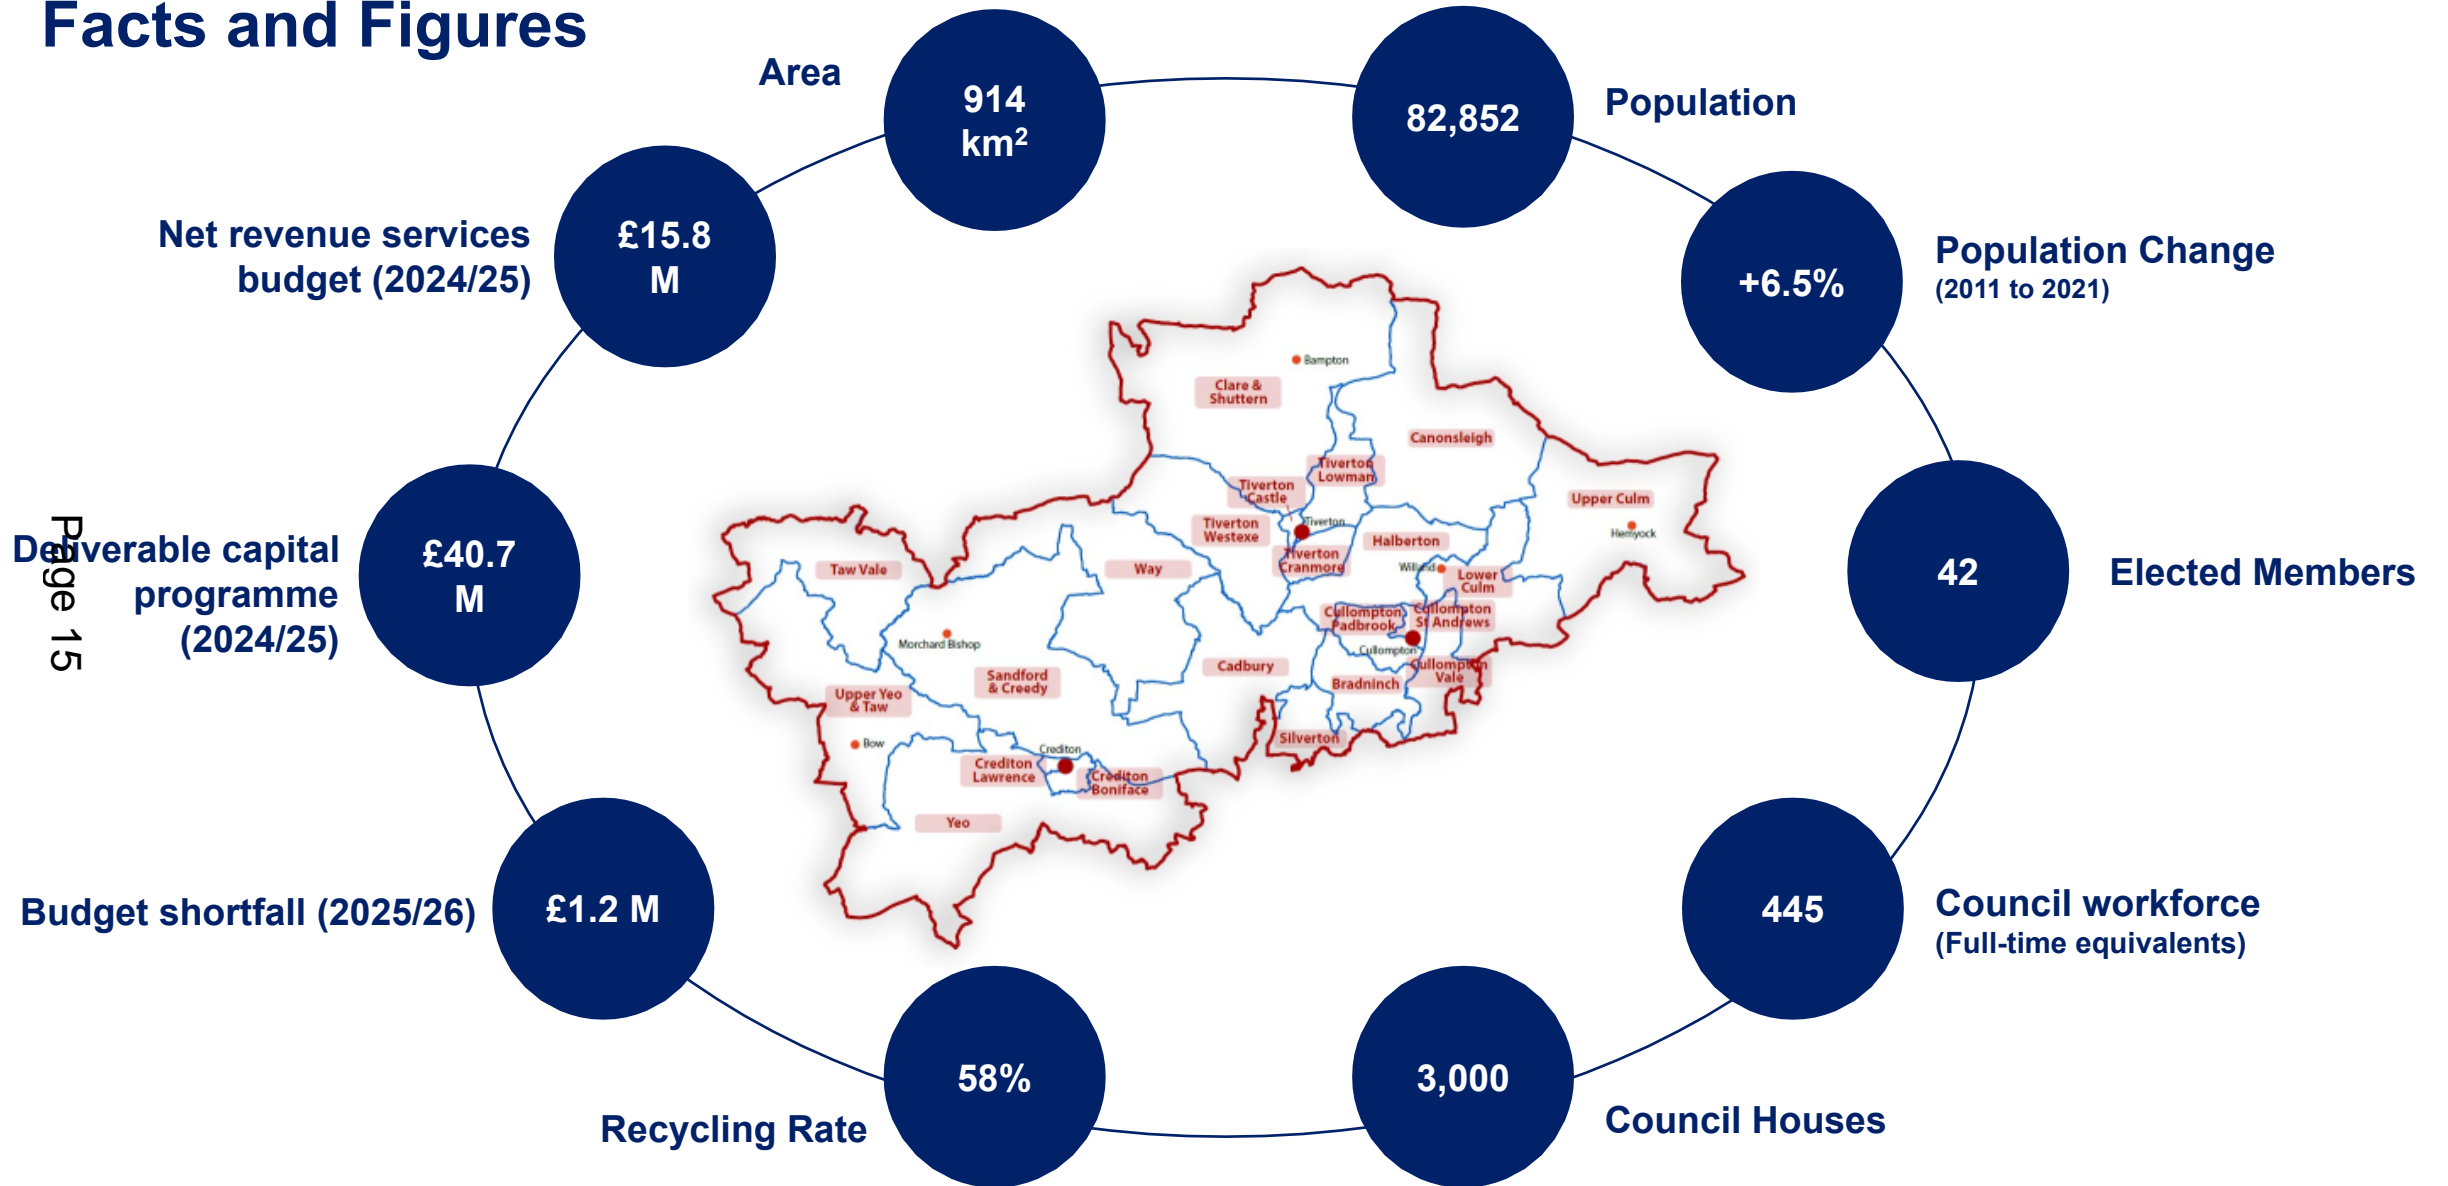 Facts and Figures
Area
914
km²
82,852
Population
Net revenue services
budget (2024/25)
£15.8
M
+6.5%
Population Change
(2011 to 2021)
Deliverable capital
programme
(2024/25)
£40.7
M
42
Elected Members
Budget shortfall (2025/26)
£1.2 M
445
Council workforce
(Full-time equivalents)
58%
Recycling Rate
3,000
Council Houses
Page 15
Bampton
Clare &
Shuttern
Canonsleigh
Tiverton
Lowman
Tiverton
Castle
Upper Culm
Tiverton
Westexe
Tiverton
Hemyock
Halberton
Tiverton
Cranmore
Taw Vale
Way
Willand
Lower
Culm
Cullompton
Padbrook
Cullompton
St Andrews
Morchard Bishop
Cullompton
Cadbury
Cullompton
Vale
Sandford
& Creedy
Bradninch
Upper Yeo
& Taw
Silverton
Bow
Crediton
Crediton
Lawrence
Crediton
Boniface
Yeo